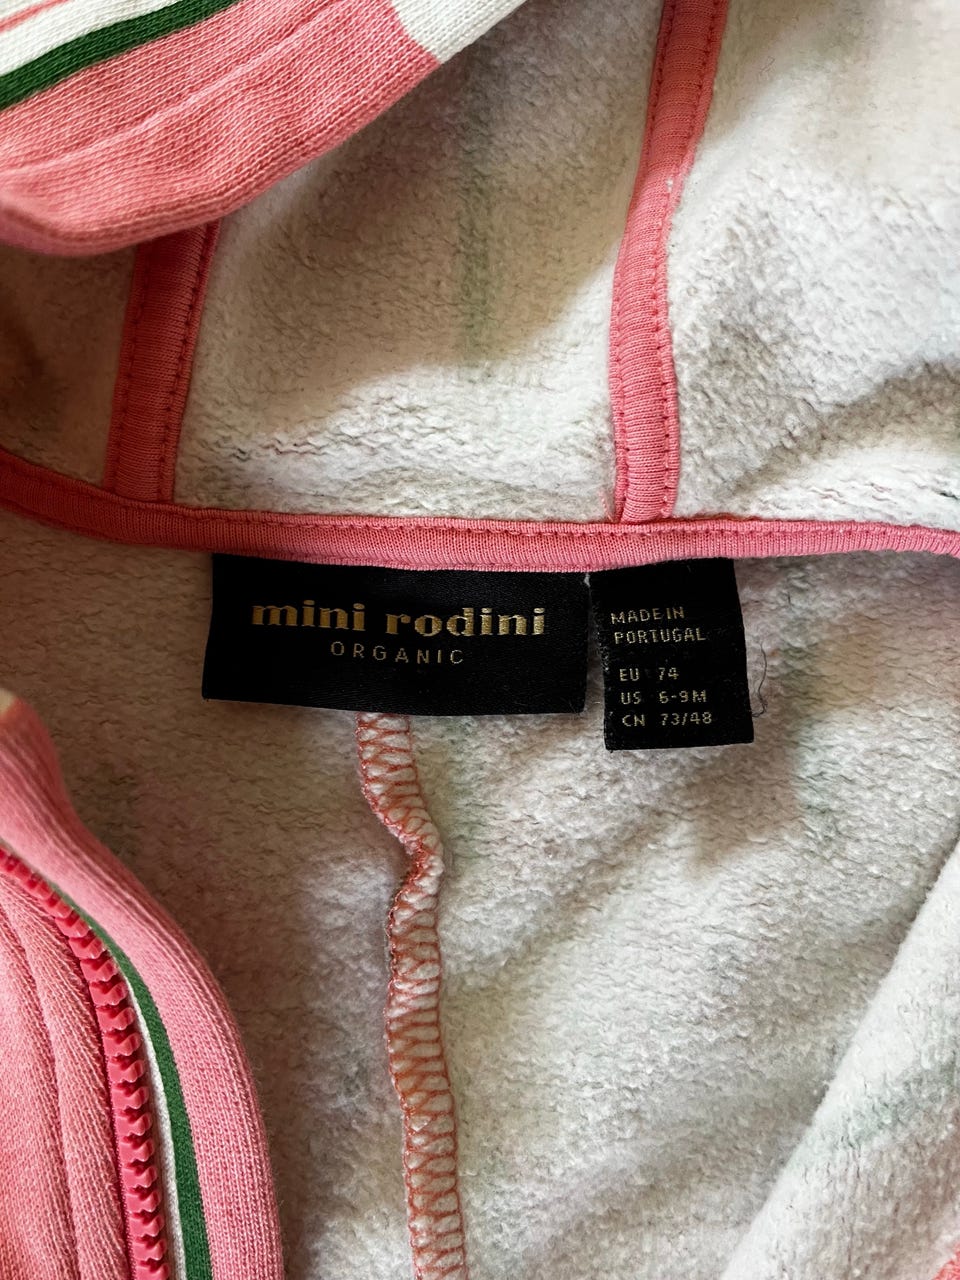 mini rodini
ORGANIC
MADE IN
PORTUGAL
EU 74
US 6-9M
CN 73/48